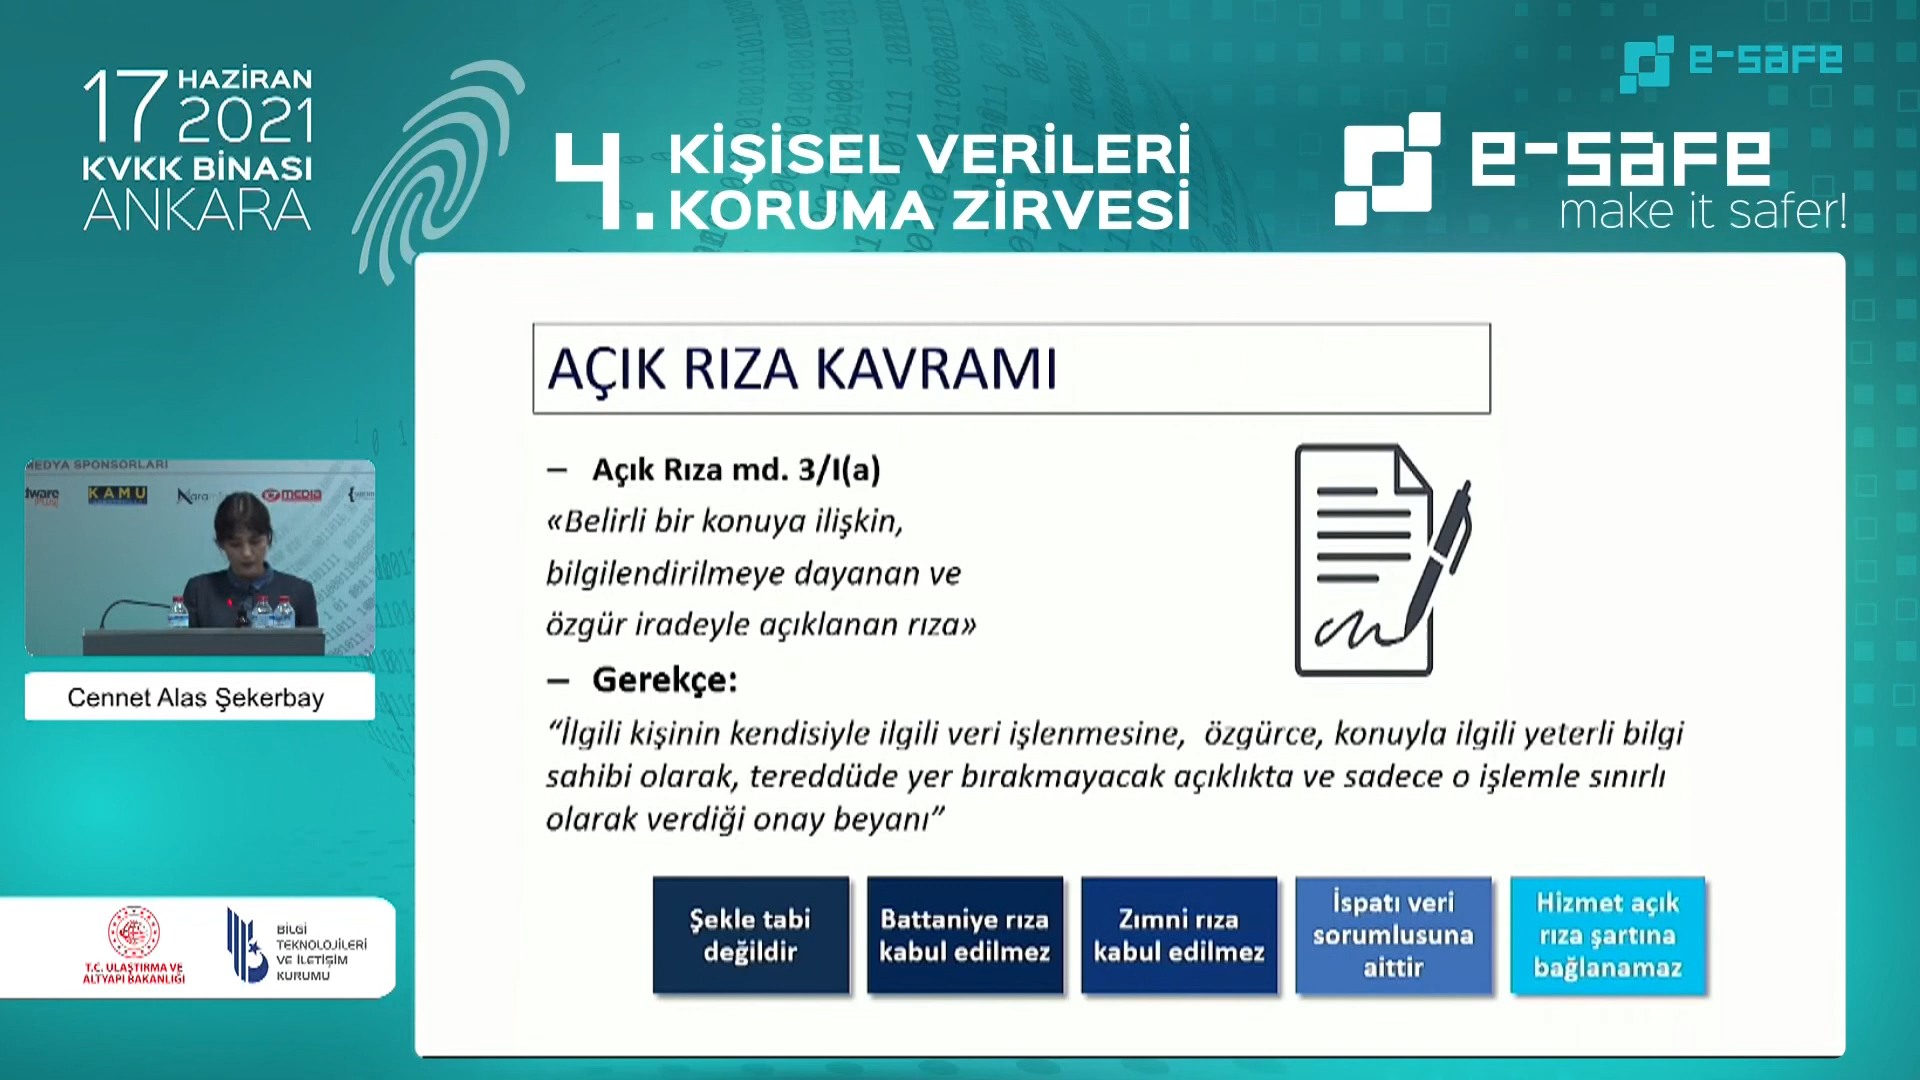 17 HAZİRAN
2021
KVKK BİNASI
ANKARA
4. KİŞİSEL VERİLERİ
KORUMA ZİRVESİ
e-safe
e-safe
make it safer!
AÇIK RIZA KAVRAMI
– Açık Rıza md. 3/I(a)
«Belirli bir konuya ilişkin,
bilgilendirilmeye dayanan ve
özgür iradeyle açıklanan rıza»
– Gerekçe:
“İlgili kişinin kendisiyle ilgili veri işlenmesine, özgürce, konuyla ilgili yeterli bilgi
sahibi olarak, tereddüde yer bırakmayacak açıklıkta ve sadece o işlemle sınırlı
olarak verdiği onay beyanı”
Şekle tabi
değildir
Battaniye rıza
kabul edilmez
Zımni rıza
kabul edilmez
İspatı veri
sorumlusuna
aittir
Hizmet açık
rıza şartına
bağlanamaz
MEDYA SPONSORLARI
KAMU
MEDIA
Cennet Alas Şekerbay
T.C. ULAŞTIRMA VE
ALTYAPI BAKANLIĞI
BİLGİ
TEKNOLOJİLERİ
VE İLETİŞİM
KURUMU